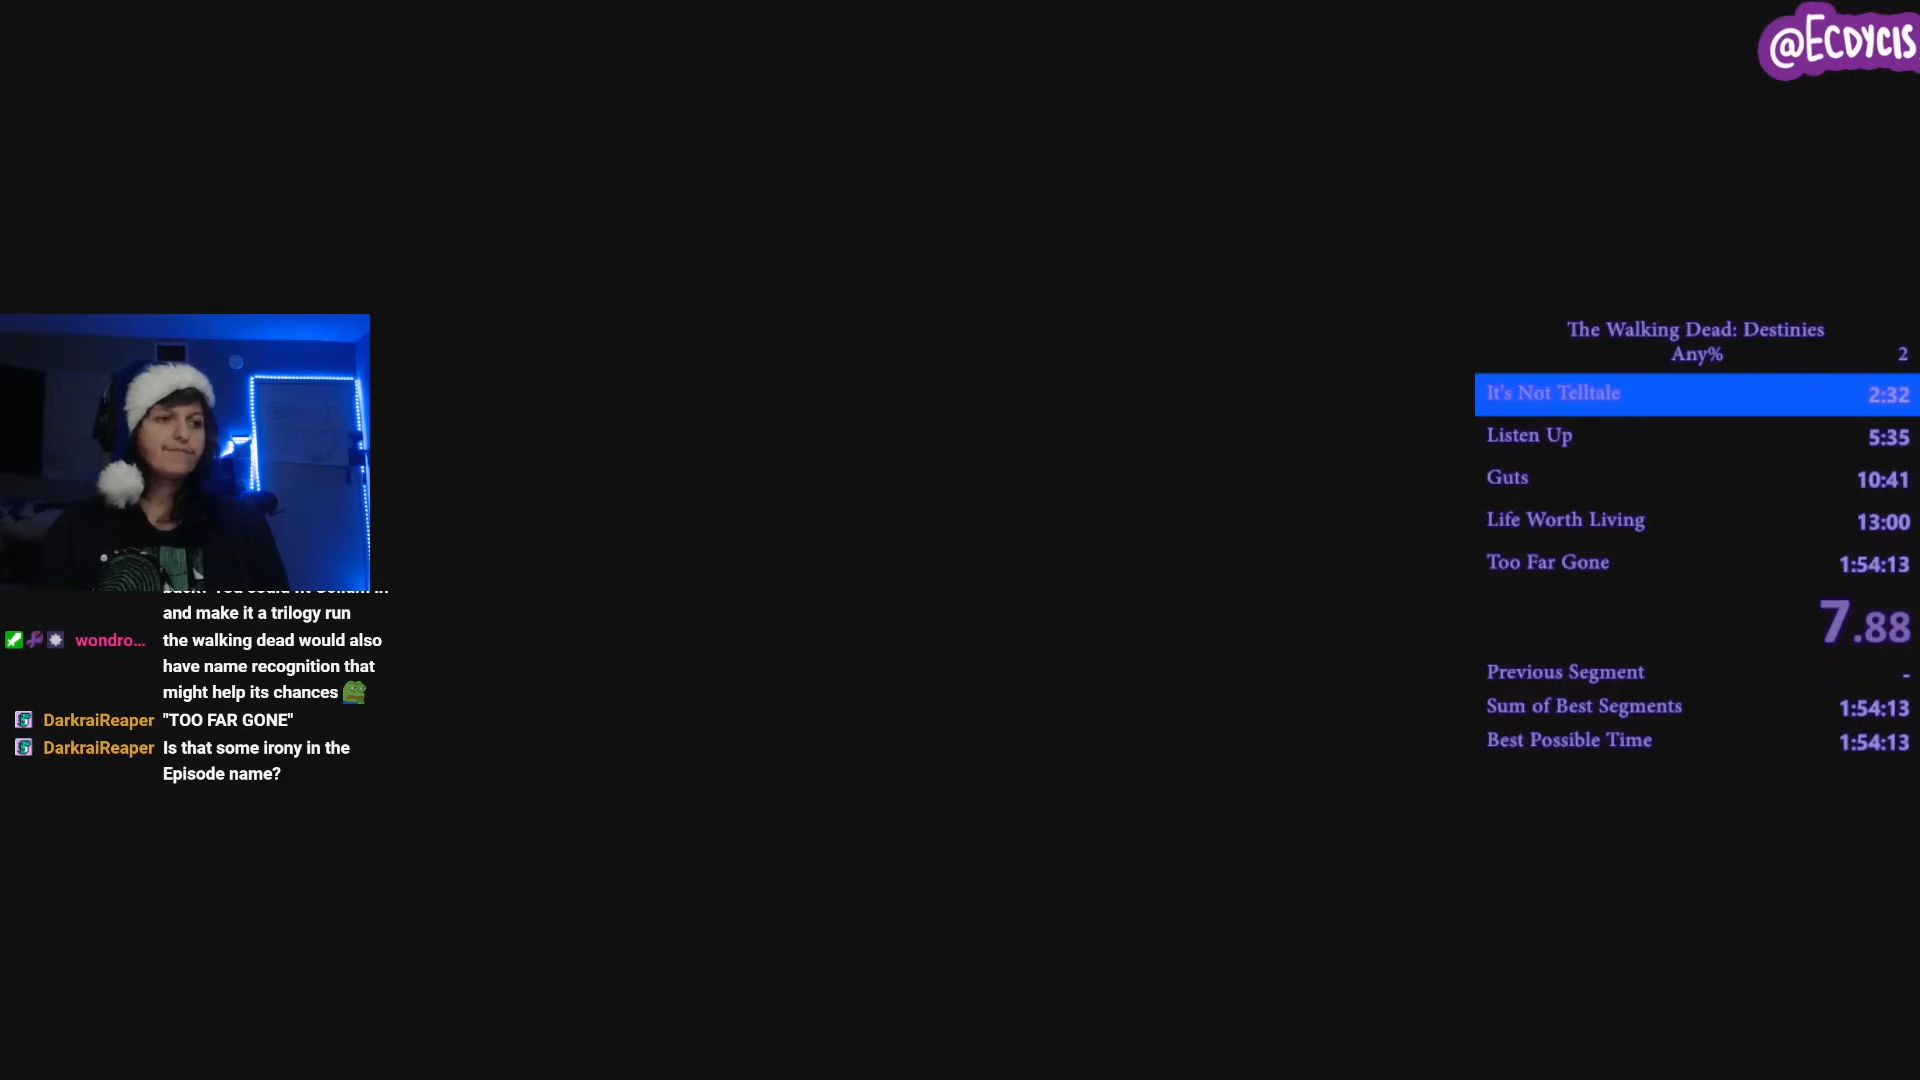 @ECDYCIS
The Walking Dead: Destinies
Any% 2
It's Not Telltale 2:32
Listen Up 5:35
Guts 10:41
Life Worth Living 13:00
Too Far Gone 1:54:13
7.88
Previous Segment -
Sum of Best Segments 1:54:13
Best Possible Time 1:54:13
and make it a trilogy run
wondro... the walking dead would also
have name recognition that
might help its chances
DarkraiReaper "TOO FAR GONE"
DarkraiReaper Is that some irony in the
Episode name?